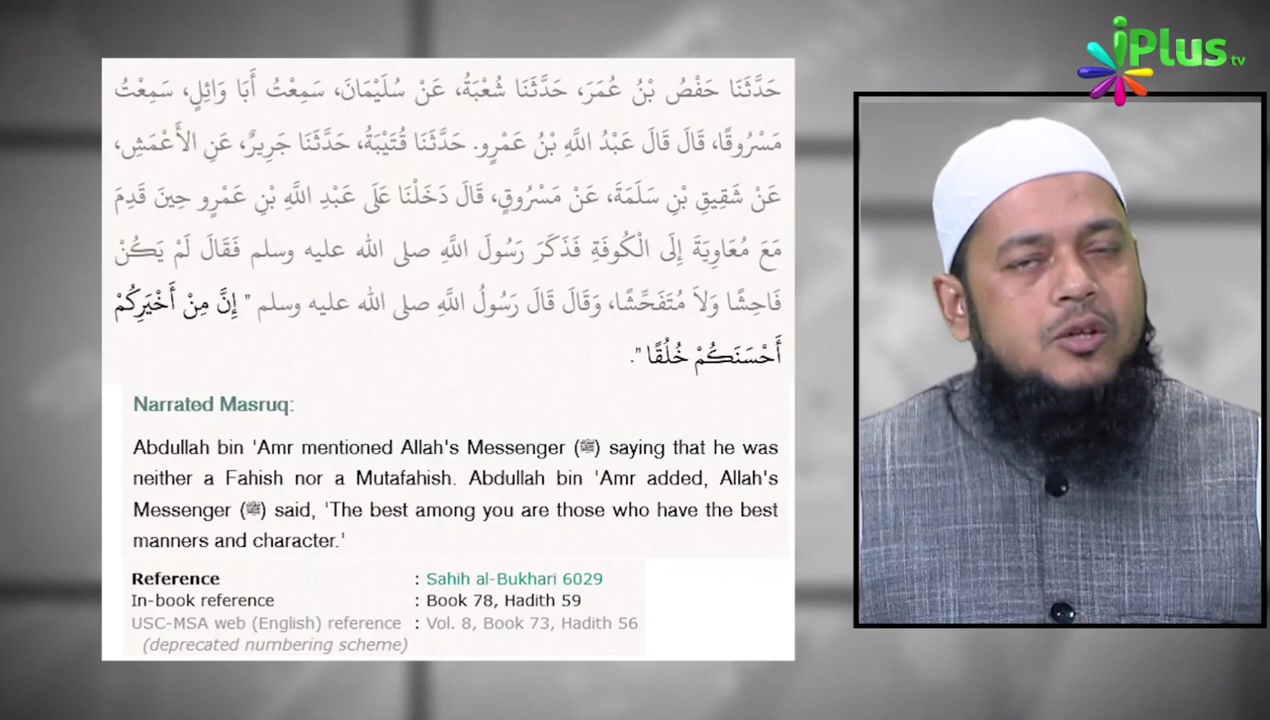 iPlus tv
حَدَّثَنَا حَفْصُ بْنُ عُمَرَ، حَدَّثَنَا شُعْبَةُ، عَنْ سُلَيْمَانَ، سَمِعْتُ أَبَا وَائِلٍ، سَمِعْتُ
مَسْرُوقًا، قَالَ قَالَ عَبْدُ اللَّهِ بْنُ عَمْرٍو. حَدَّثَنَا قُتَيْبَةُ، حَدَّثَنَا جَرِيرٌ، عَنِ الأَعْمَشِ،
عَنْ شَقِيقِ بْنِ سَلَمَةَ، عَنْ مَسْرُوقٍ، قَالَ دَخَلْنَا عَلَى عَبْدِ اللَّهِ بْنِ عَمْرٍو حِينَ قَدِمَ
مَعَ مُعَاوِيَةَ إِلَى الْكُوفَةِ فَذَكَرَ رَسُولَ اللَّهِ صلى الله عليه وسلم فَقَالَ لَمْ يَكُنْ
فَاحِشًا وَلاَ مُتَفَحِّشًا، وَقَالَ قَالَ رَسُولُ اللَّهِ صلى الله عليه وسلم ‏"‏ إِنَّ مِنْ أَخْيَرِكُمْ
أَحْسَنَكُمْ خُلُقًا ‏"‏‏.‏
Narrated Masruq:
Abdullah bin 'Amr mentioned Allah's Messenger (ﷺ) saying that he was
neither a Fahish nor a Mutafahish. Abdullah bin 'Amr added, Allah's
Messenger (ﷺ) said, 'The best among you are those who have the best
manners and character.'
Reference : Sahih al-Bukhari 6029
In-book reference : Book 78, Hadith 59
USC-MSA web (English) reference : Vol. 8, Book 73, Hadith 56
(deprecated numbering scheme)